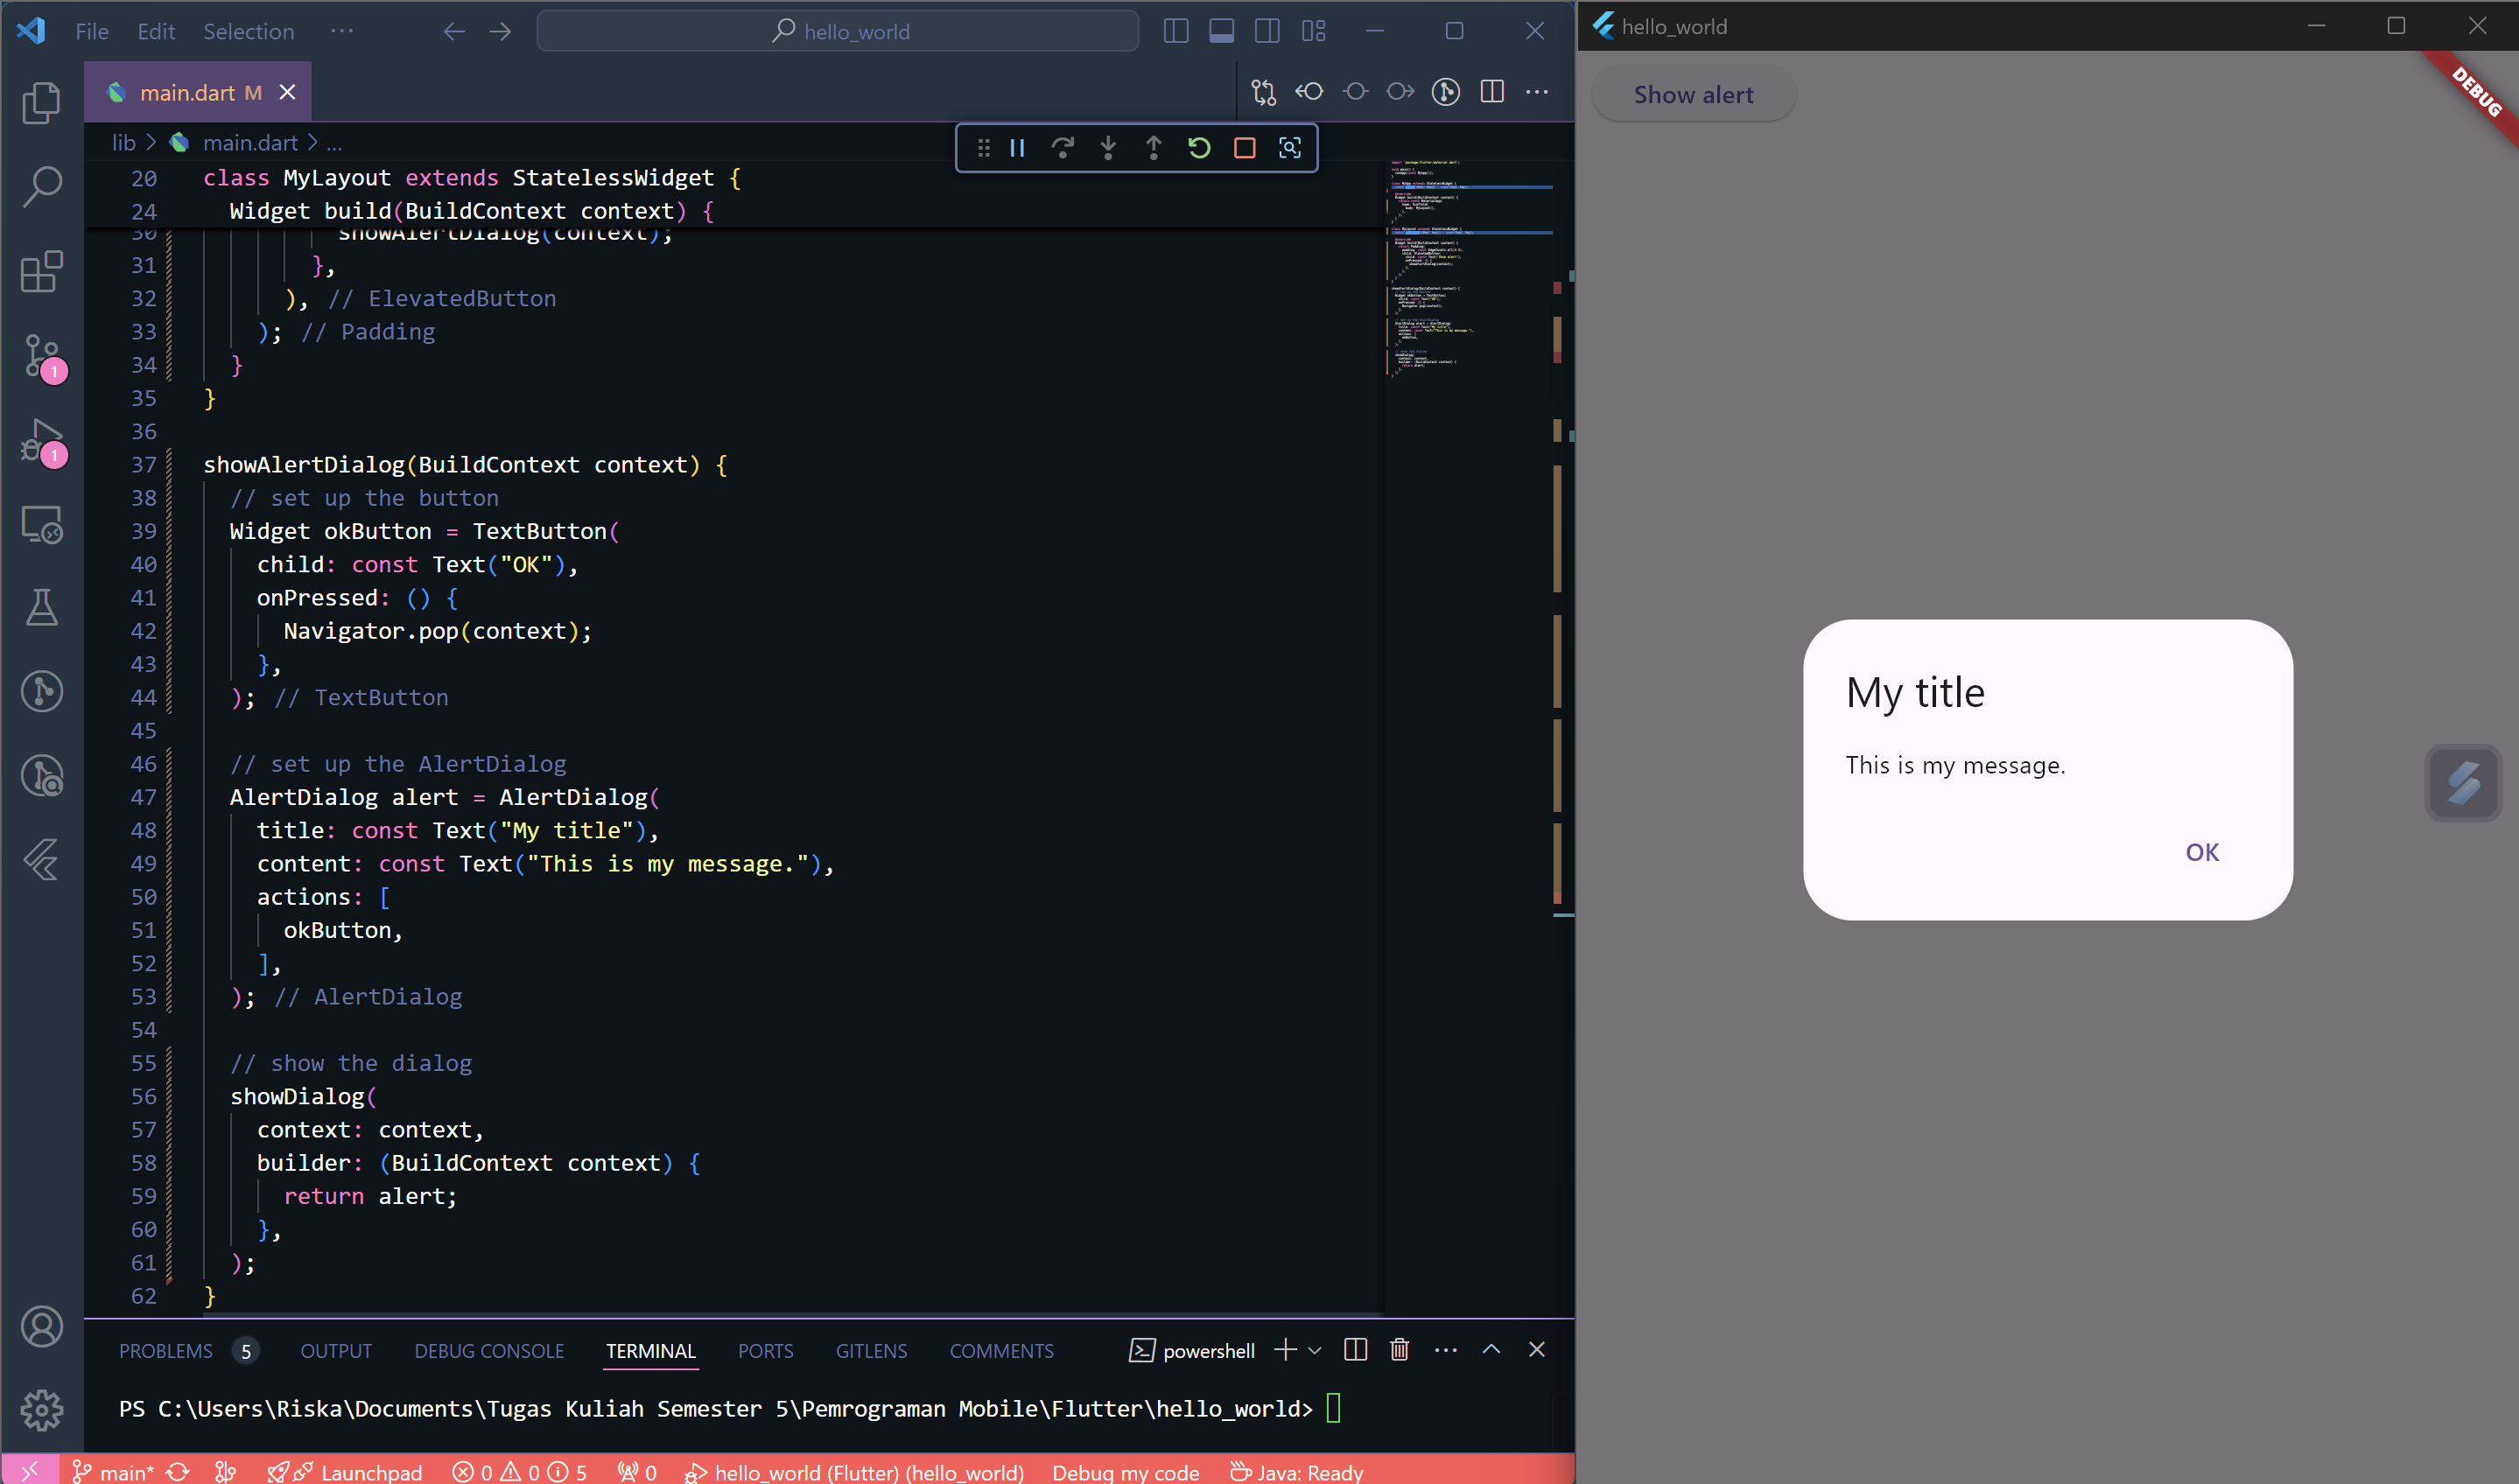 File Edit Selection ··· hello_world
main.dart M
lib > main.dart > ...
20 class MyLayout extends StatelessWidget {
24 Widget build(BuildContext context) {
30 showAlertDialog(context);
31 },
32 ), // ElevatedButton
33 ); // Padding
34 }
35 }
36
37 showAlertDialog(BuildContext context) {
38 // set up the button
39 Widget okButton = TextButton(
40 child: const Text("OK"),
41 onPressed: () {
42 Navigator.pop(context);
43 },
44 ); // TextButton
45
46 // set up the AlertDialog
47 AlertDialog alert = AlertDialog(
48 title: const Text("My title"),
49 content: const Text("This is my message."),
50 actions: [
51 okButton,
52 ],
53 ); // AlertDialog
54
55 // show the dialog
56 showDialog(
57 context: context,
58 builder: (BuildContext context) {
59 return alert;
60 },
61 );
62 }
1
1
PROBLEMS 5 OUTPUT DEBUG CONSOLE TERMINAL PORTS GITLENS COMMENTS powershell
PS C:\Users\Riska\Documents\Tugas Kuliah Semester 5\Pemrograman Mobile\Flutter\hello_world>
main* Launchpad 0 0 5 0 hello_world (Flutter) (hello_world) Debug my code Java: Ready
hello_world
Show alert
DEBUG
My title
This is my message.
OK